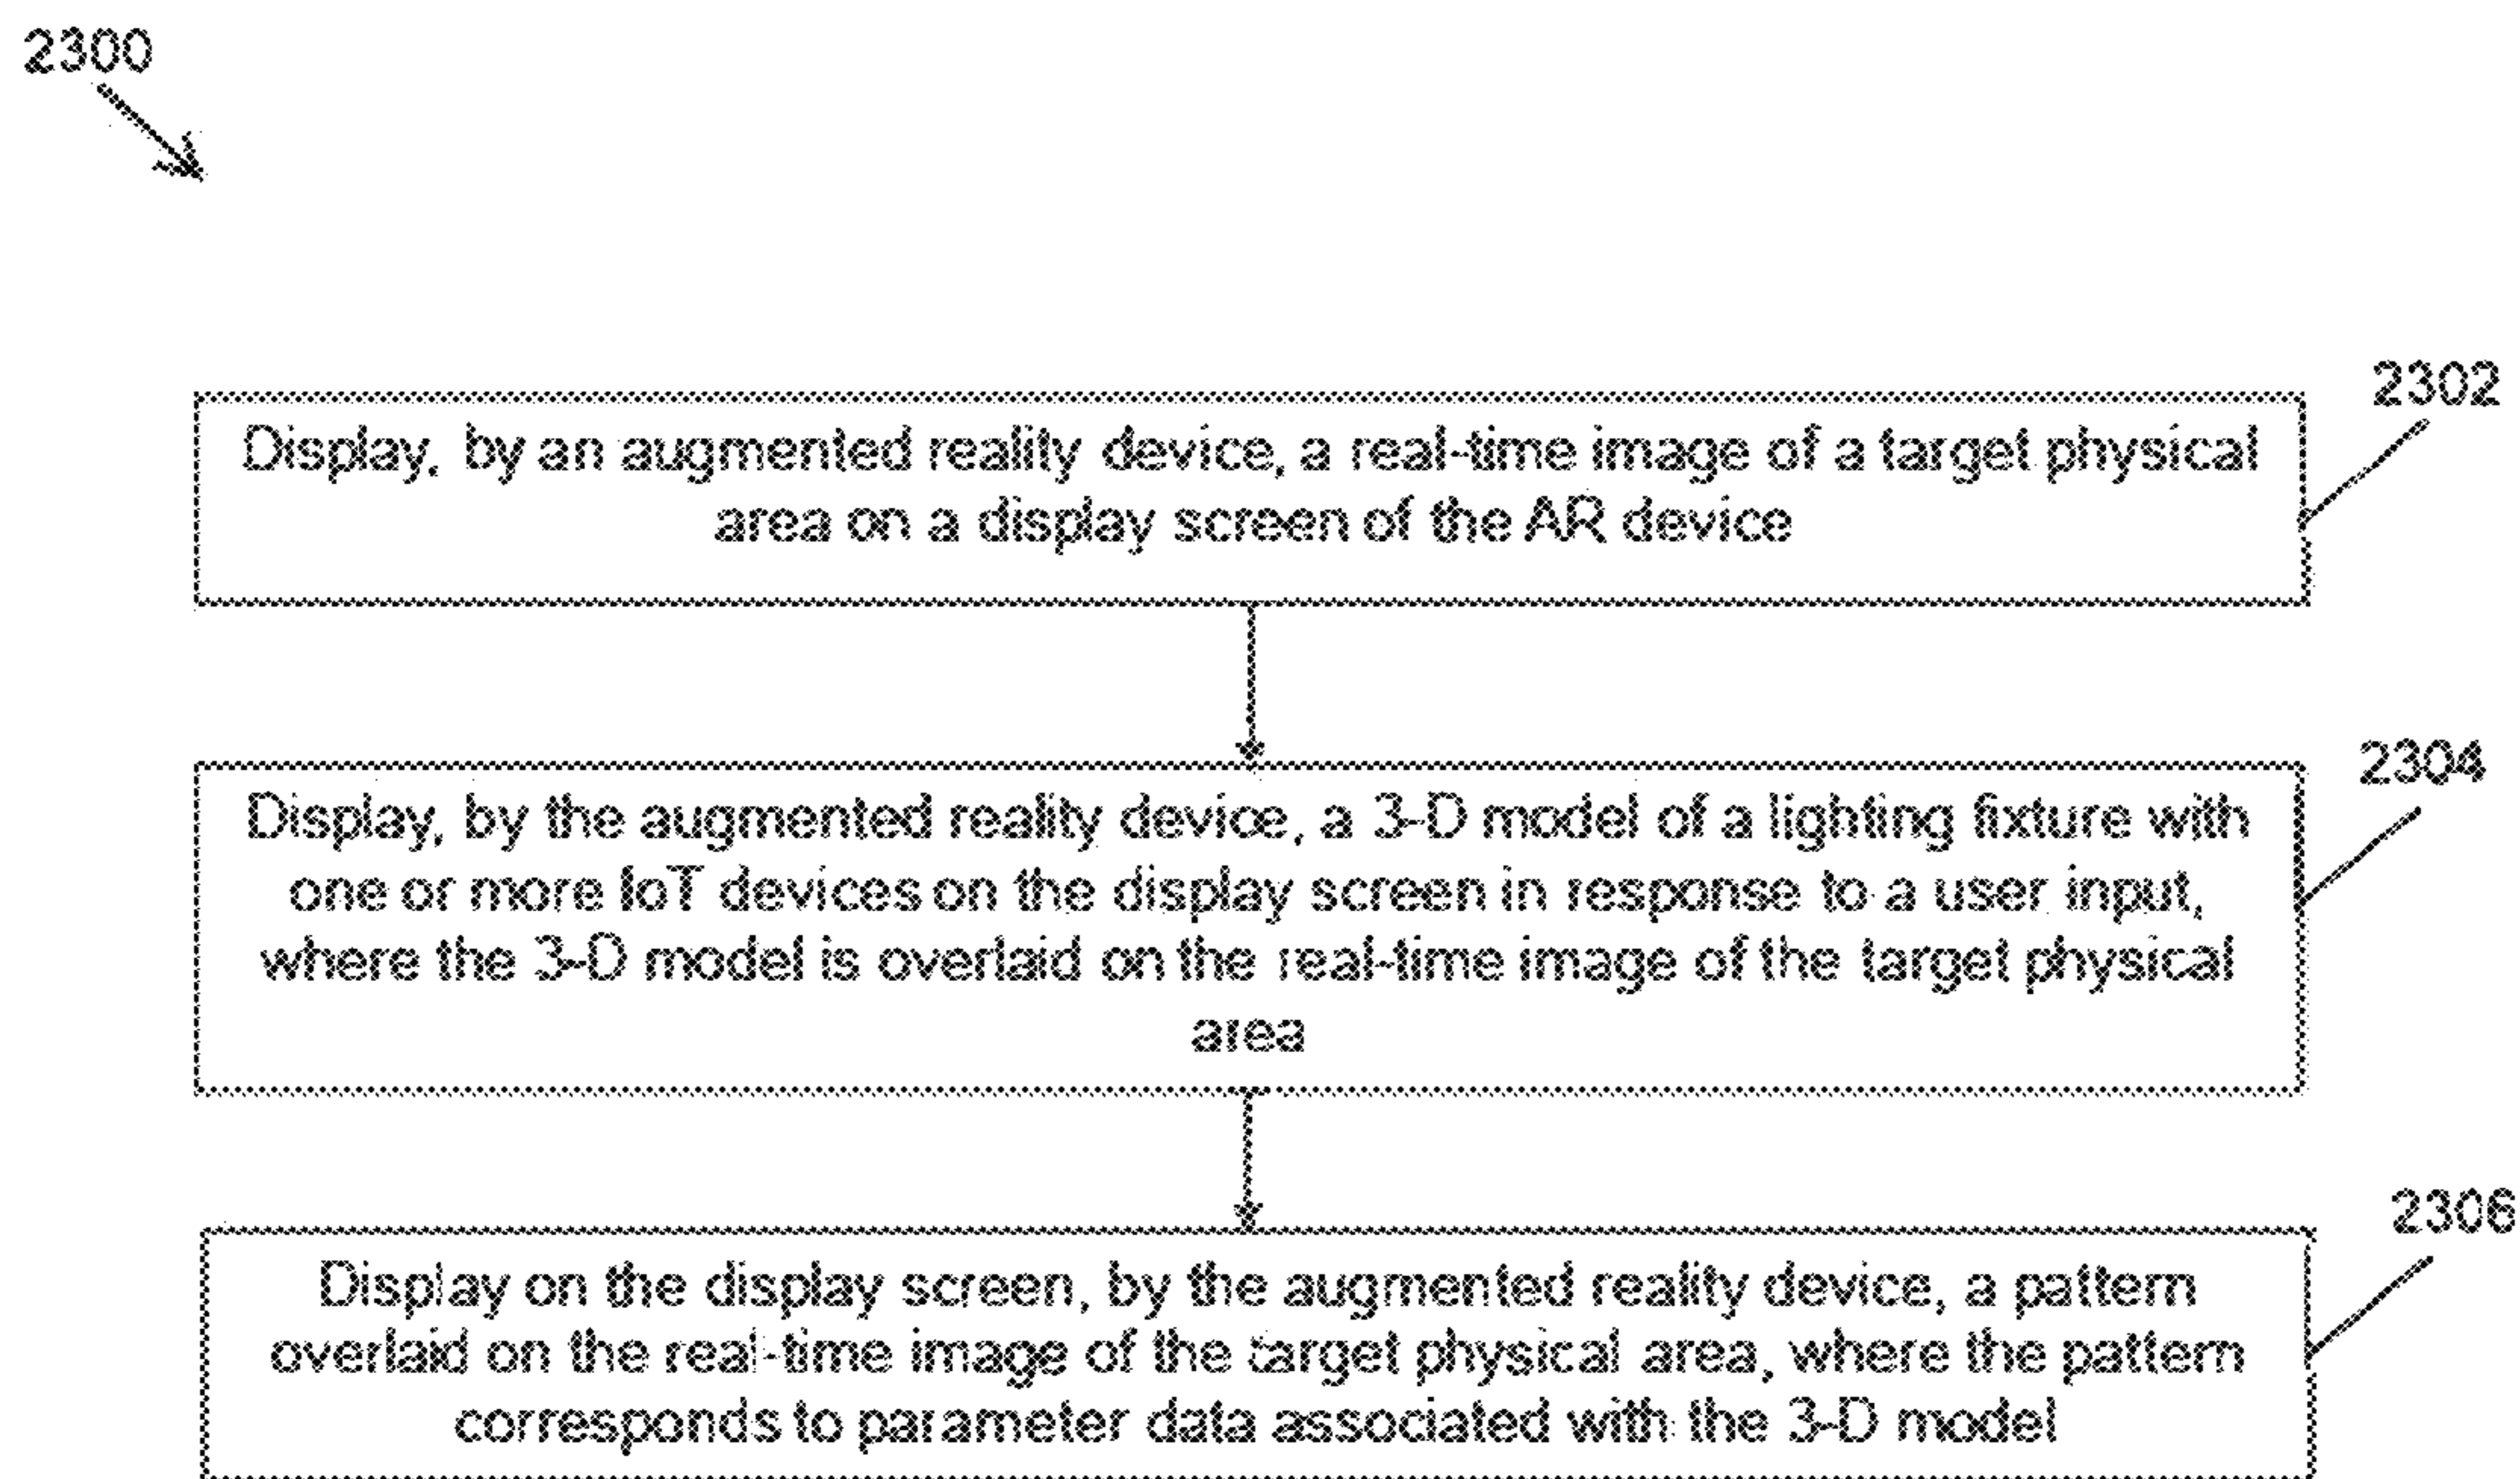 2300
2302
Display, by an augmented reality device, a real-time image of a target physical
area on a display screen of the AR device
2304
Display, by the augmented reality device, a 3-D model of a lighting fixture with
one or more IoT devices on the display screen in response to a user input,
where the 3-D model is overlaid on the real-time image of the target physical
area
2306
Display on the display screen, by the augmented reality device, a pattern
overlaid on the real-time image of the target physical area, where the pattern
corresponds to parameter data associated with the 3-D model